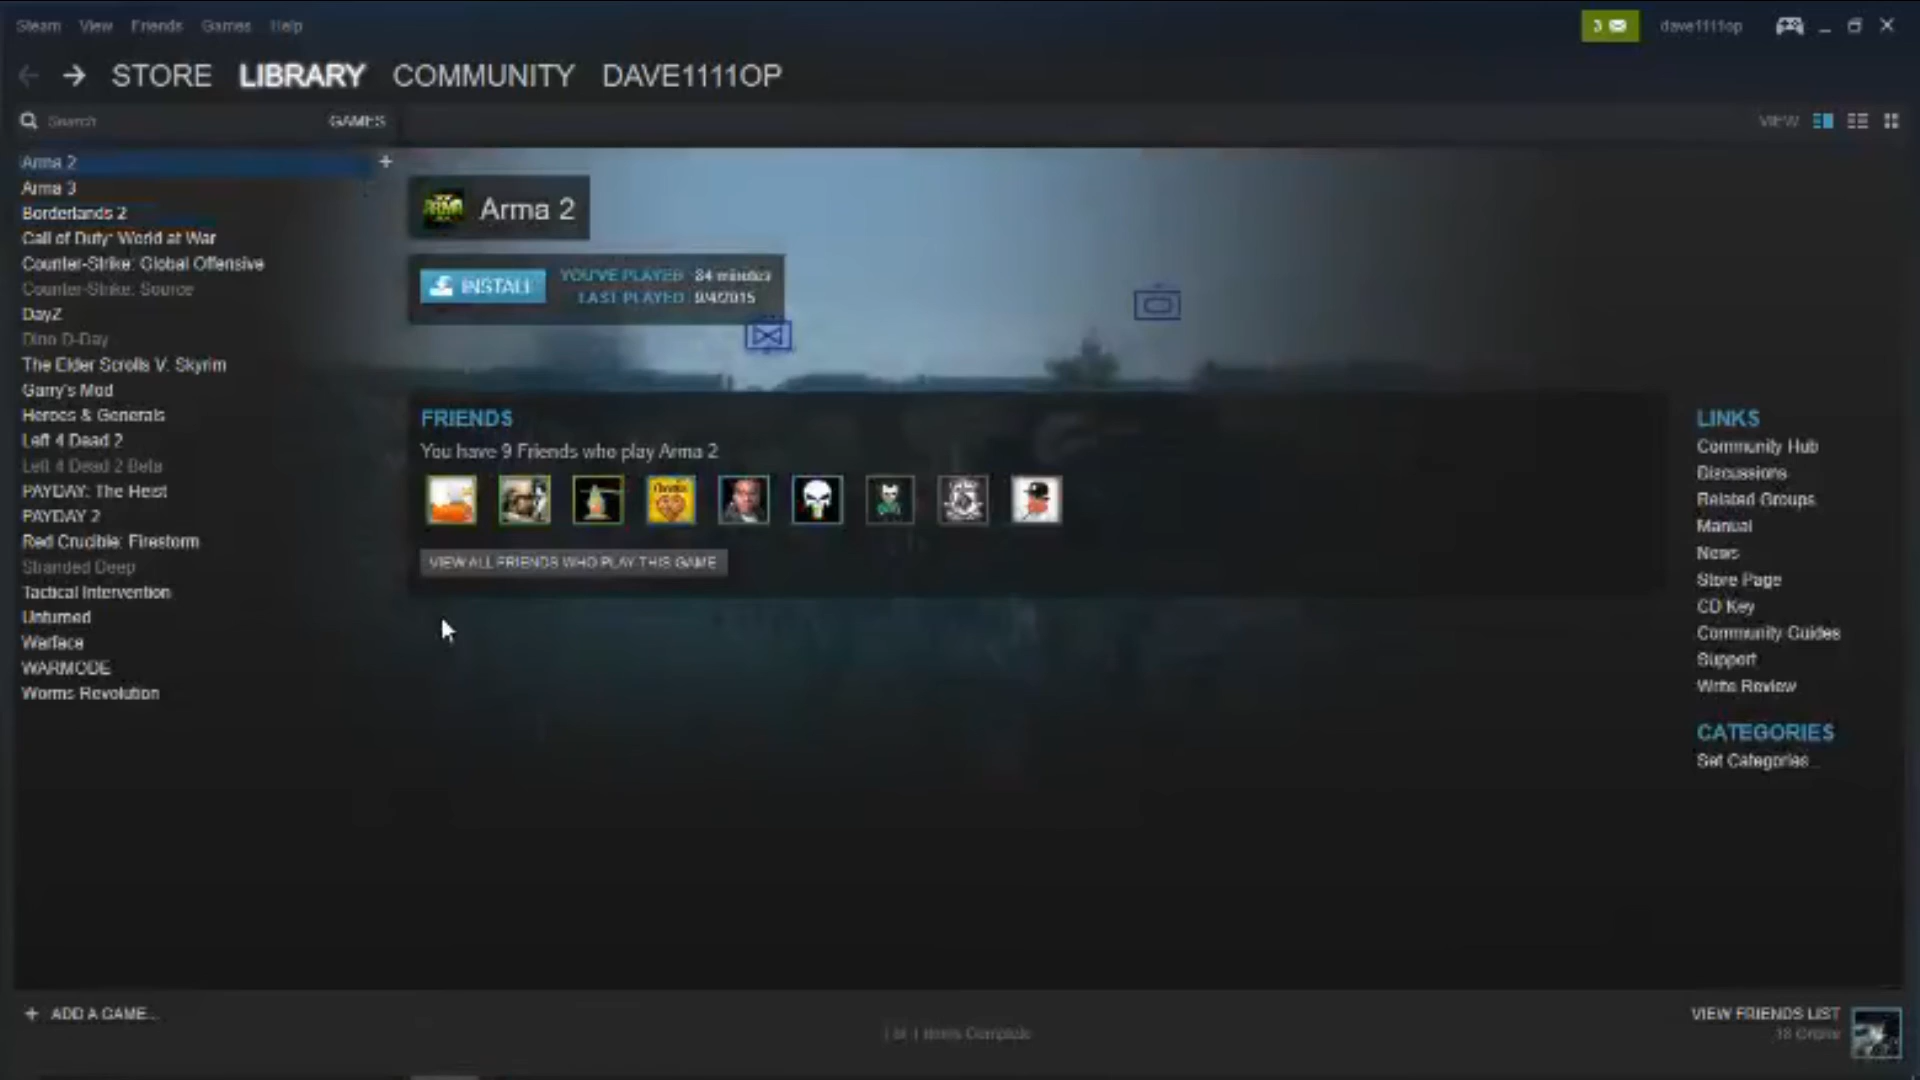 Steam View Friends Games Help
3 dave1111op
STORE LIBRARY COMMUNITY DAVE1111OP
Search GAMES
VIEW
Arma 2
Arma 3
Borderlands 2
Call of Duty: World at War
Counter-Strike: Global Offensive
Counter-Strike: Source
DayZ
Dino D-Day
The Elder Scrolls V: Skyrim
Garry's Mod
Heroes & Generals
Left 4 Dead 2
Left 4 Dead 2 Beta
PAYDAY: The Heist
PAYDAY 2
Red Crucible: Firestorm
Stranded Deep
Tactical Intervention
Unturned
Warface
WARMODE
Worms Revolution
Arma 2
INSTALL
YOU'VE PLAYED 84 minutes
LAST PLAYED 9/4/2015
FRIENDS
You have 9 Friends who play Arma 2
VIEW ALL FRIENDS WHO PLAY THIS GAME
LINKS
Community Hub
Discussions
Related Groups
Manual
News
Store Page
CD Key
Community Guides
Support
Write Review
CATEGORIES
Set Categories...
+ ADD A GAME...
Items Complete
VIEW FRIENDS LIST
Online